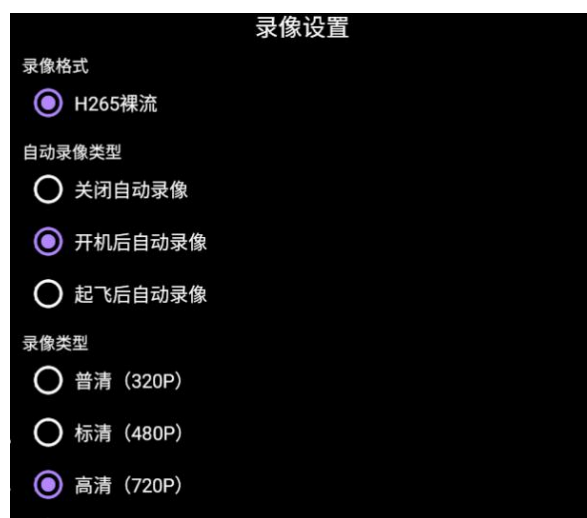 录像设置
录像格式
H265裸流
自动录像类型
关闭自动录像
开机后自动录像
起飞后自动录像
录像类型
普清（320P）
标清（480P）
高清（720P）